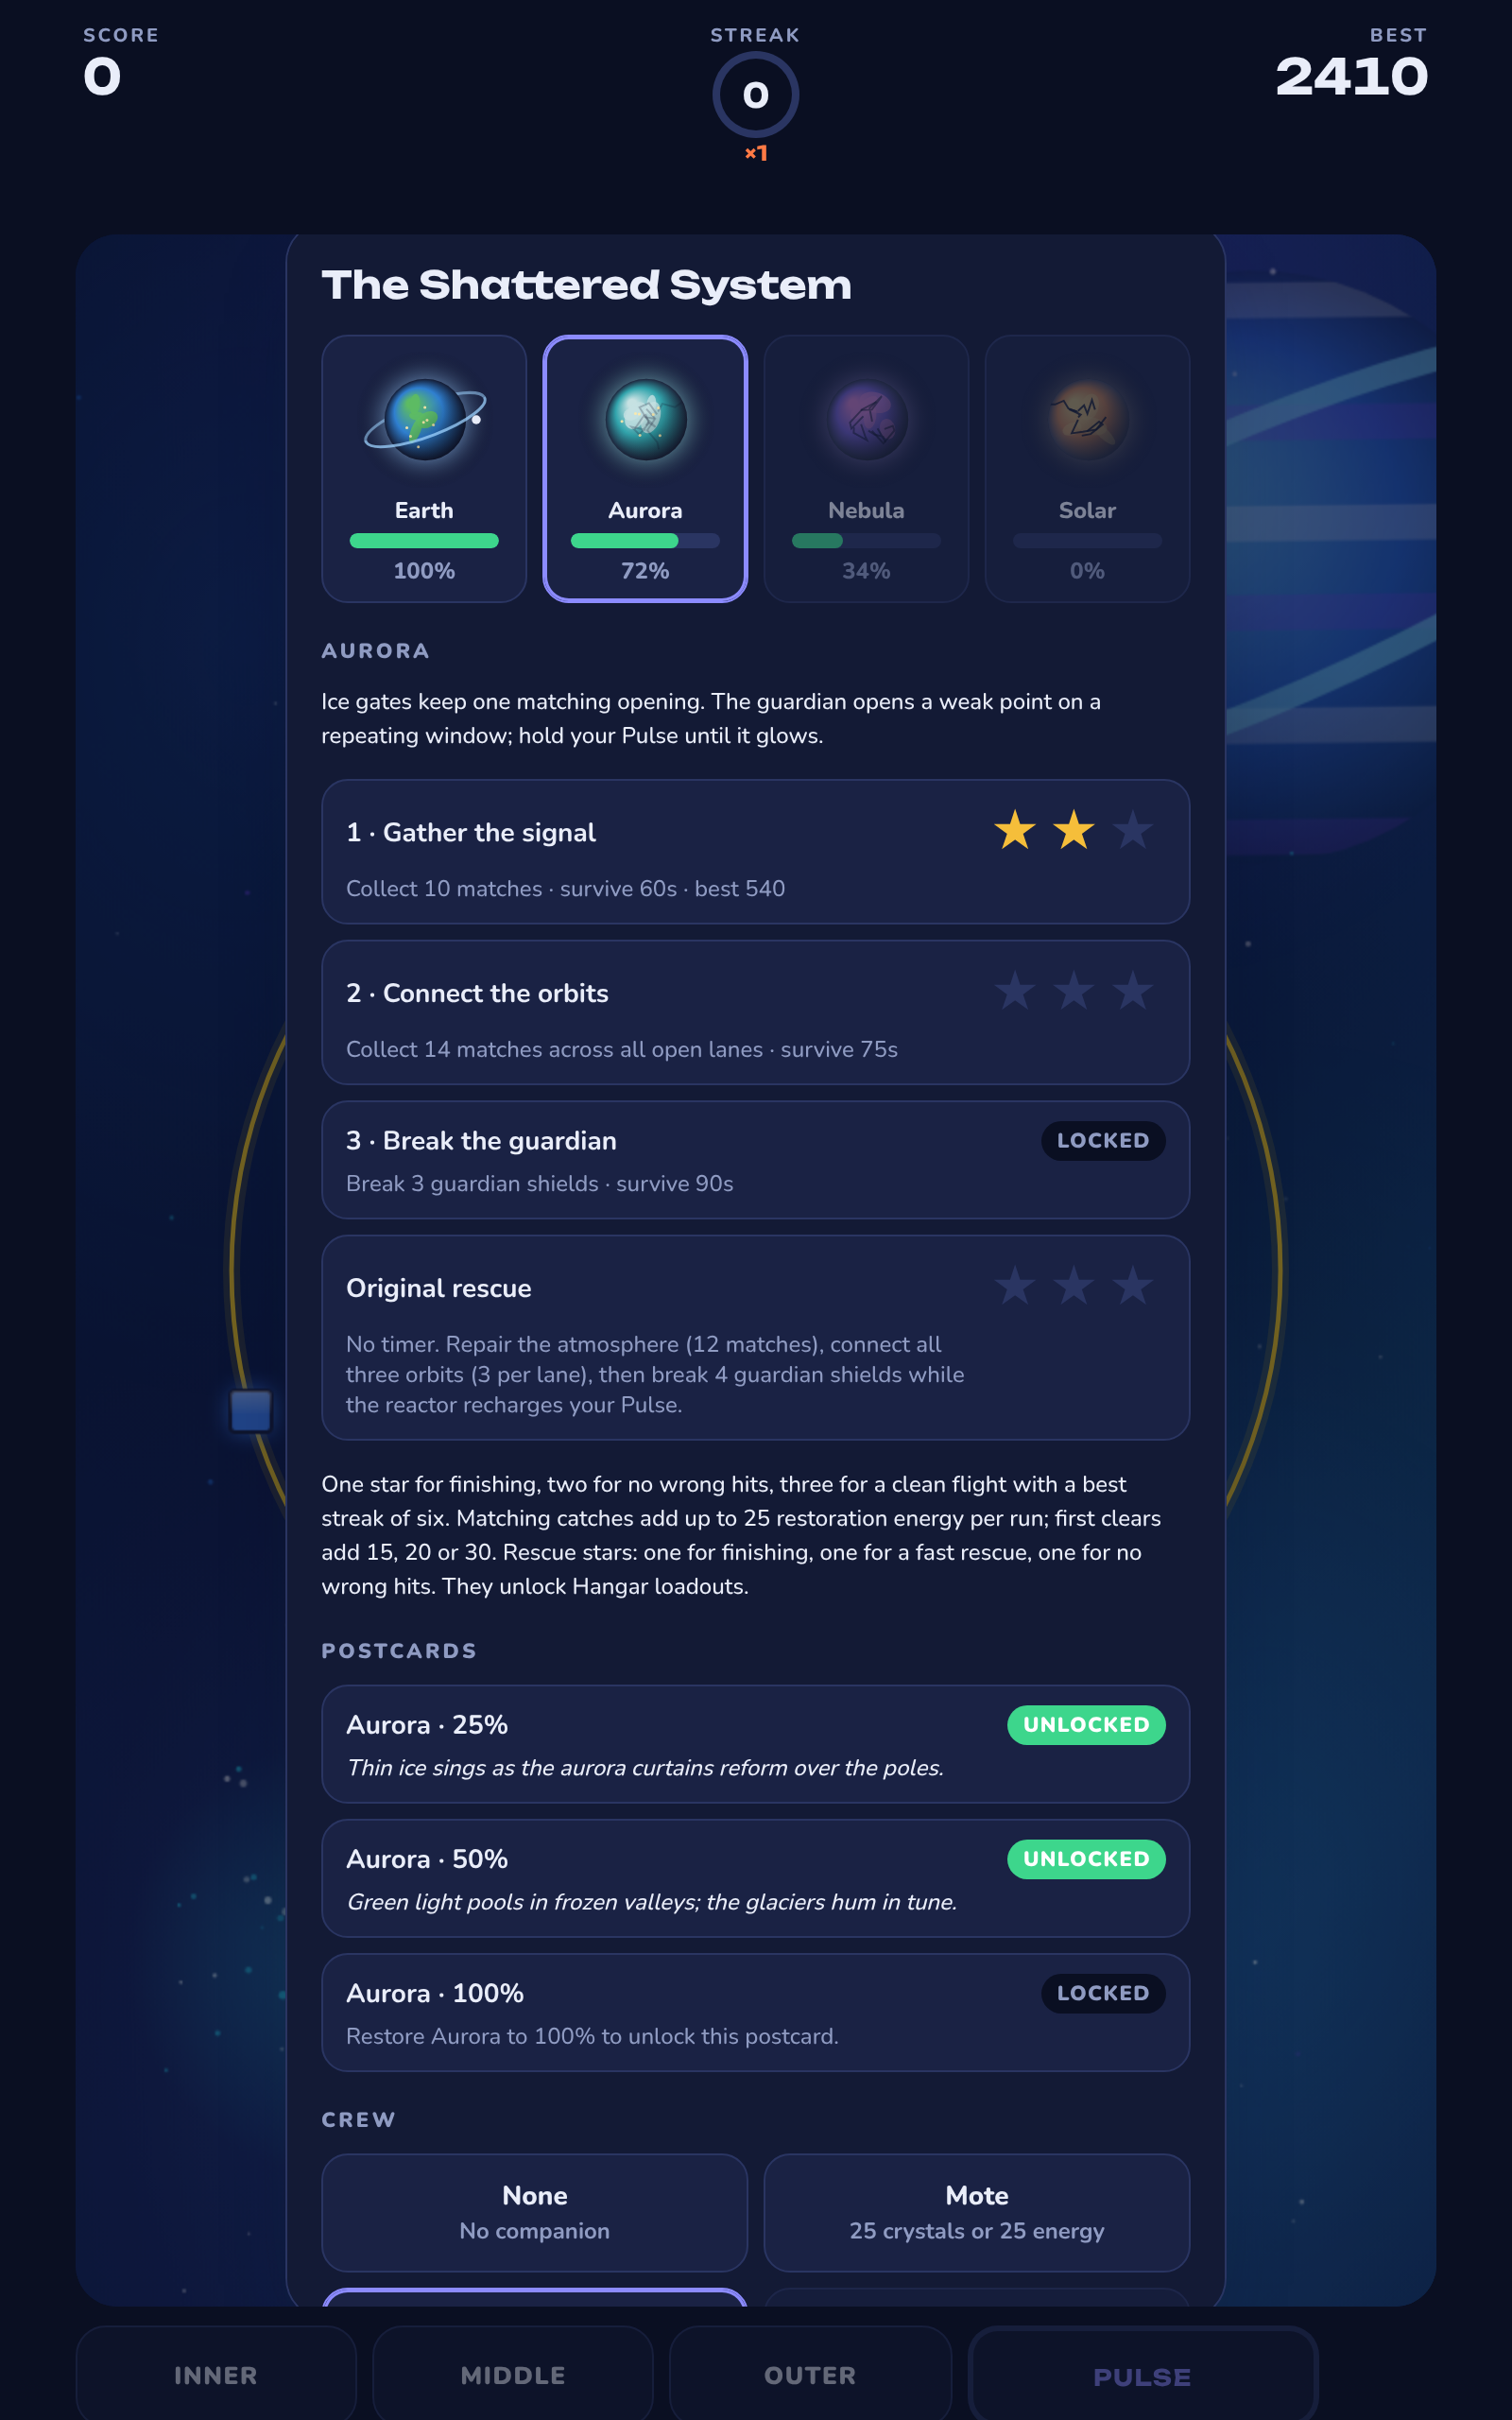 SCORE
0
STREAK
0
×1
BEST
2410
The Shattered System
Earth
100%
Aurora
72%
Nebula
34%
Solar
0%
AURORA
Ice gates keep one matching opening. The guardian opens a weak point on a
repeating window; hold your Pulse until it glows.
1 · Gather the signal
Collect 10 matches · survive 60s · best 540
2 · Connect the orbits
Collect 14 matches across all open lanes · survive 75s
3 · Break the guardian
LOCKED
Break 3 guardian shields · survive 90s
Original rescue
No timer. Repair the atmosphere (12 matches), connect all
three orbits (3 per lane), then break 4 guardian shields while
the reactor recharges your Pulse.
One star for finishing, two for no wrong hits, three for a clean flight with a best
streak of six. Matching catches add up to 25 restoration energy per run; first clears
add 15, 20 or 30. Rescue stars: one for finishing, one for a fast rescue, one for no
wrong hits. They unlock Hangar loadouts.
POSTCARDS
Aurora · 25%
UNLOCKED
Thin ice sings as the aurora curtains reform over the poles.
Aurora · 50%
UNLOCKED
Green light pools in frozen valleys; the glaciers hum in tune.
Aurora · 100%
LOCKED
Restore Aurora to 100% to unlock this postcard.
CREW
None
No companion
Mote
25 crystals or 25 energy
INNER
MIDDLE
OUTER
PULSE